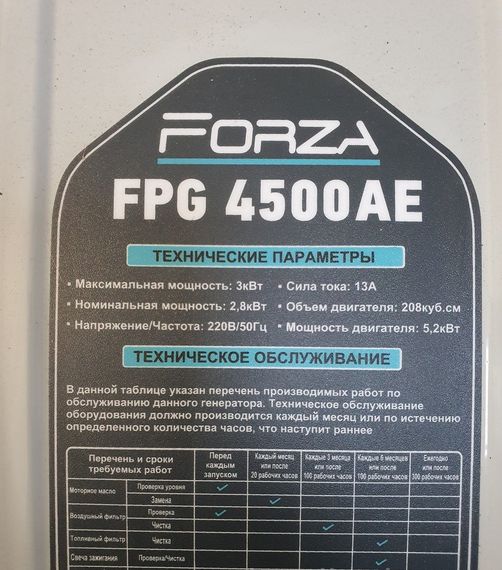 FORZA
FPG 4500AE
ТЕХНИЧЕСКИЕ ПАРАМЕТРЫ
• Максимальная мощность: 3кВт • Сила тока: 13А
• Номинальная мощность: 2,8кВт • Объем двигателя: 208куб.см
• Напряжение/Частота: 220В/50Гц • Мощность двигателя: 5,2кВт
ТЕХНИЧЕСКОЕ ОБСЛУЖИВАНИЕ
В данной таблице указан перечень производимых работ по
обслуживанию данного генератора. Техническое обслуживание
оборудования должно производится каждый месяц или по истечению
определенного количества часов, что наступит раннее
Перечень и сроки
требуемых работ
Перед
каждым
запуском
Каждый месяц
или после
20 рабочих часов
Каждые 3 месяца
или после
100 рабочих часов
Каждые 6 месяцев
или после
100 рабочих часов
Ежегодно
или после
300 рабочих часов
Моторное масло
Проверка уровня
Замена
Воздушный фильтр
Проверка
Чистка
Топливный фильтр
Чистка
Свеча зажигания
Проверка/Чистка